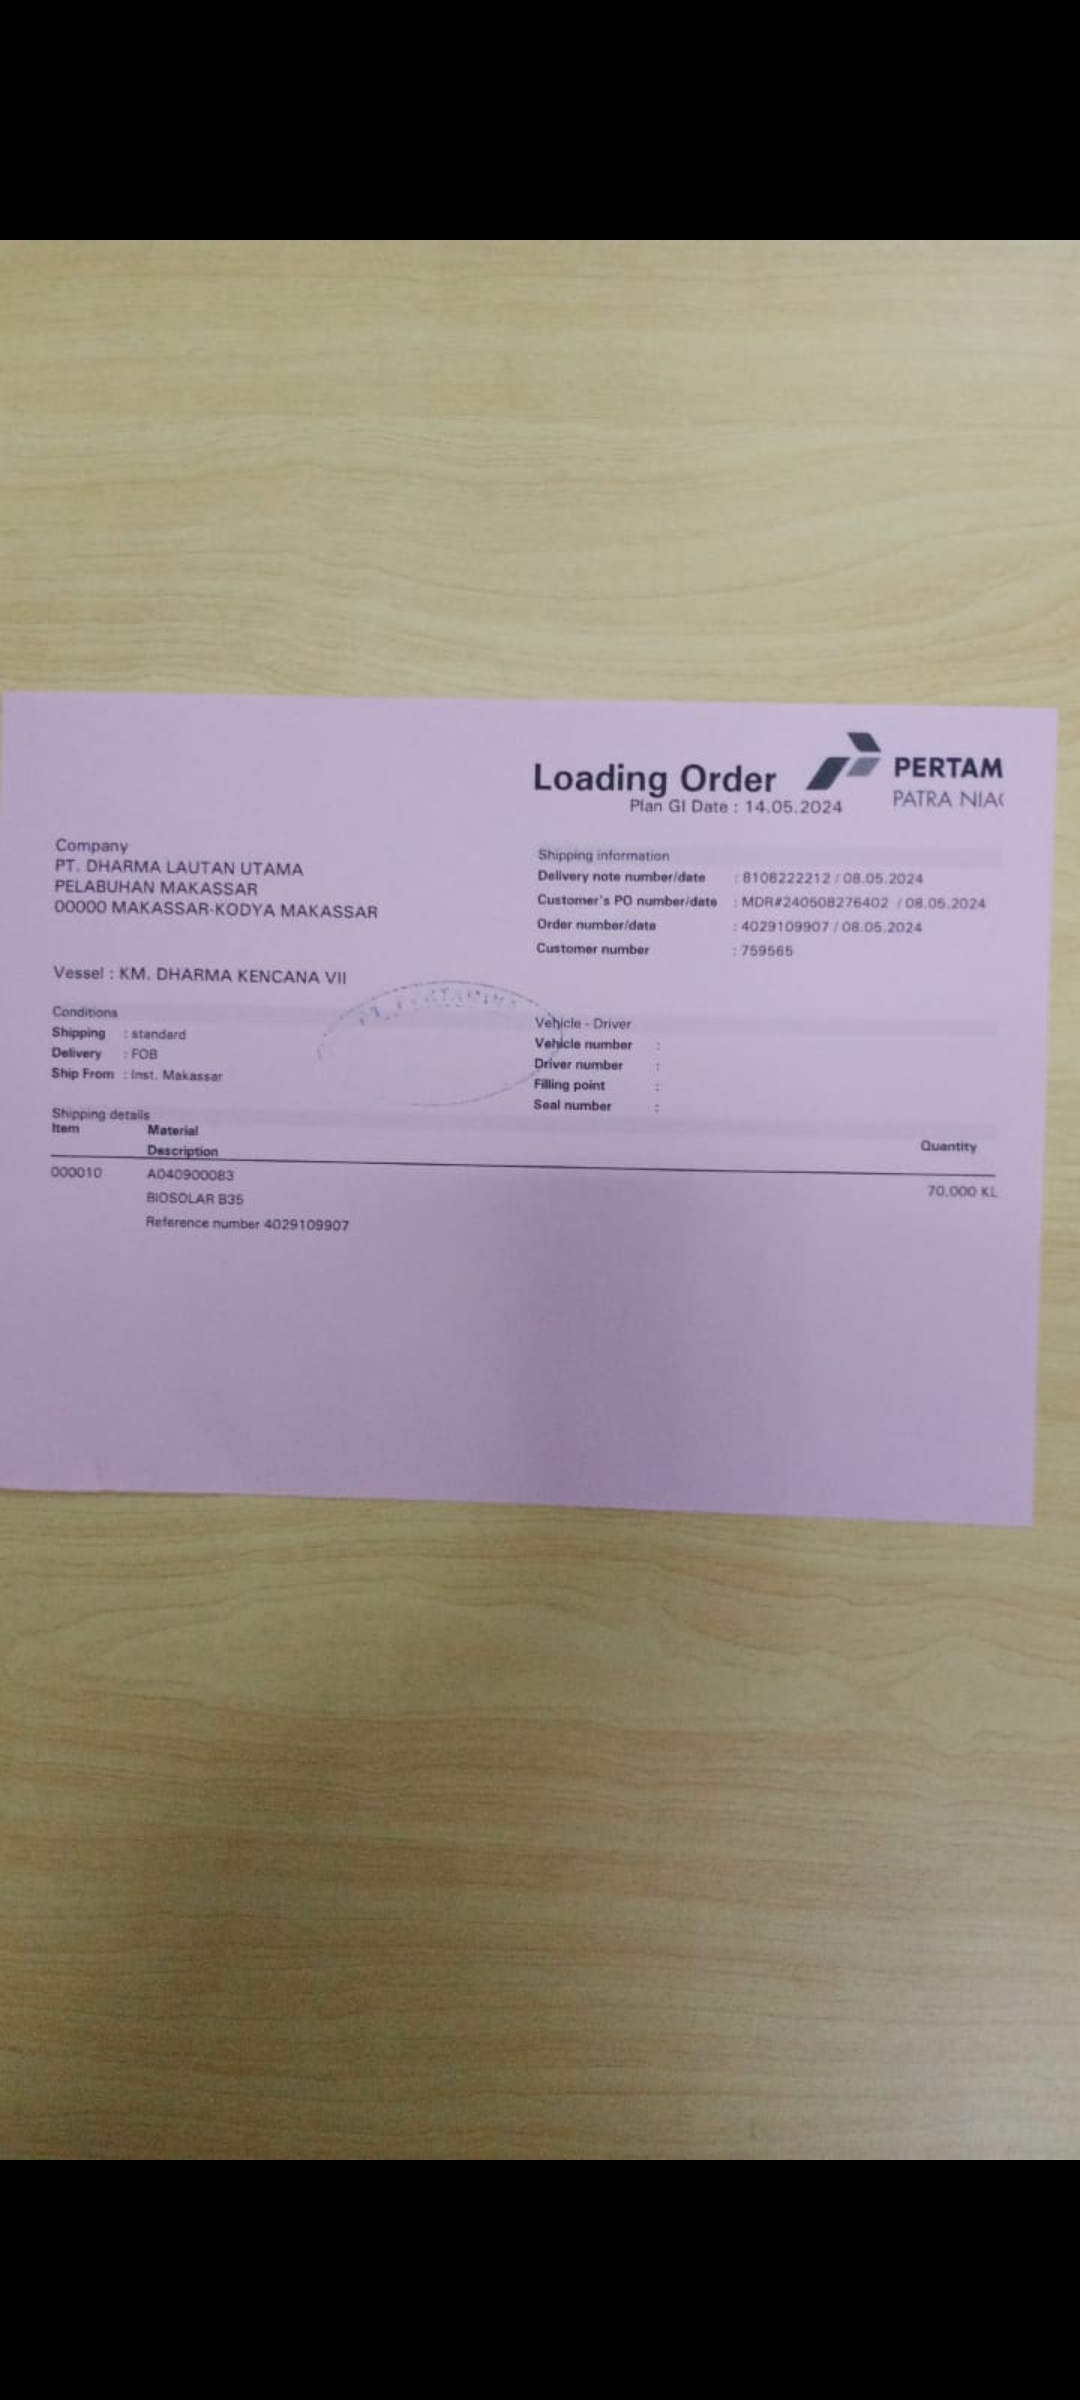 Loading Order
PERTAM
PATRA NIA
Plan GI Date : 14.05.2024
Company
PT. DHARMA LAUTAN UTAMA
PELABUHAN MAKASSAR
00000 MAKASSAR-KODYA MAKASSAR
Shipping information
Delivery note number/date : 8108222212 / 08.05.2024
Customer's PO number/date : MDR#240508276402 / 08.05.2024
Order number/date : 4029109907 / 08.05.2024
Customer number : 759565
Vessel : KM. DHARMA KENCANA VII
PT. PERTAMINA
Conditions
Shipping : standard
Delivery : FOB
Ship From : Inst. Makassar
Vehicle - Driver
Vehicle number :
Driver number :
Filling point :
Seal number :
Shipping details
Item Material Quantity
Description
000010 A040900083 70,000 KL
BIOSOLAR B35
Reference number 4029109907